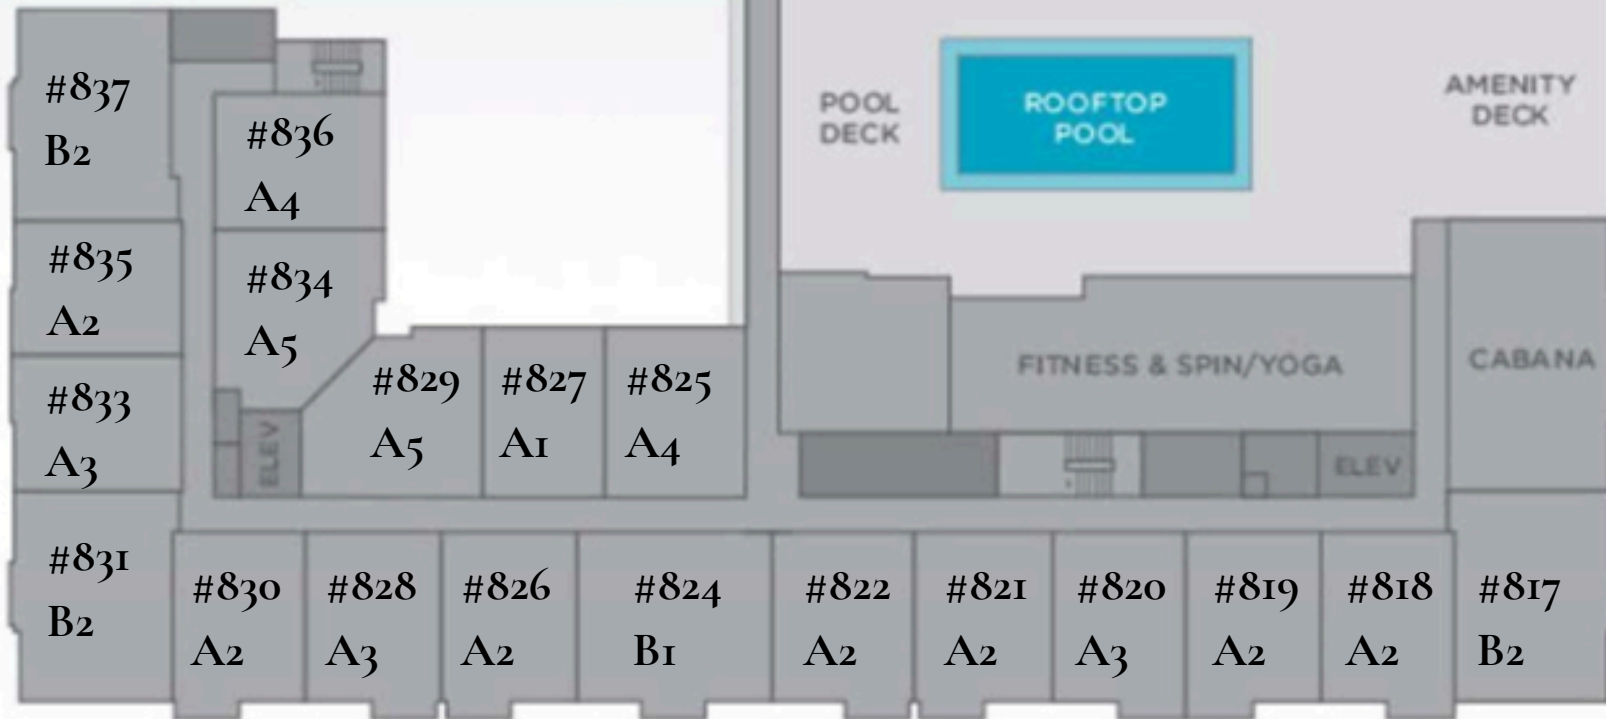 #837
B2
#836
A4
POOL
DECK
ROOFTOP
POOL
AMENITY
DECK
#835
A2
#834
A5
#833
A3
#829
A5
#827
A1
#825
A4
FITNESS & SPIN/YOGA
CABANA
ELEV
ELEV
#831
B2
#830
A2
#828
A3
#826
A2
#824
B1
#822
A2
#821
A2
#820
A3
#819
A2
#818
A2
#817
B2